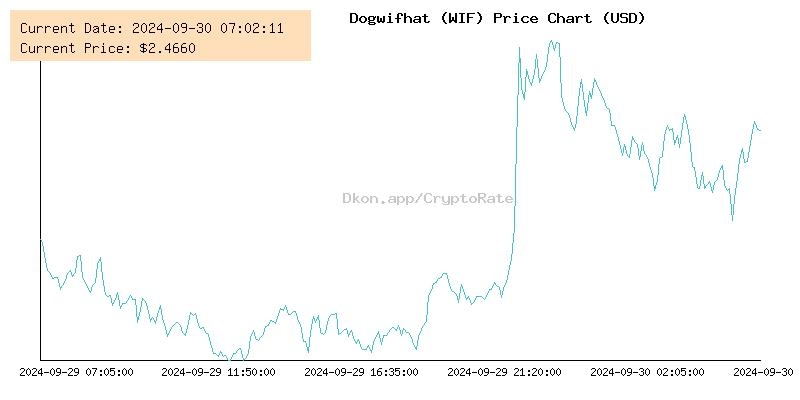 Dogwifhat (WIF) Price Chart (USD)
Current Date: 2024-09-30 07:02:11
Current Price: $2.4660
Dkon.app/CryptoRate
2024-09-29 07:05:00 2024-09-29 11:50:00 2024-09-29 16:35:00 2024-09-29 21:20:00 2024-09-30 02:05:00 2024-09-30